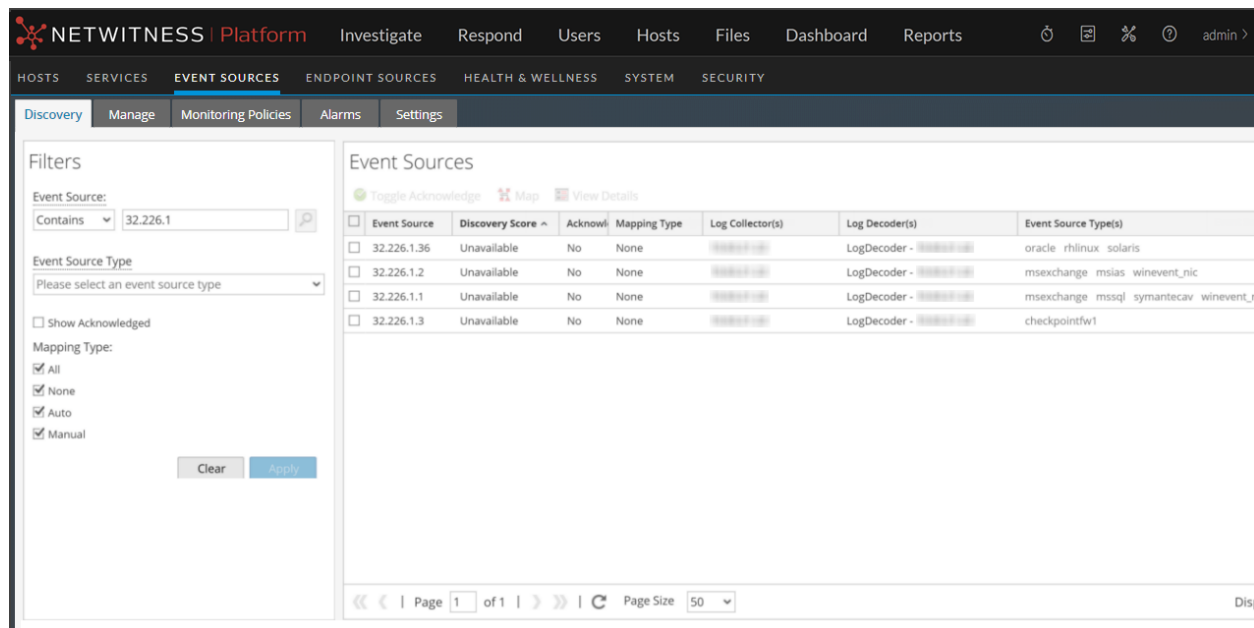 NETWITNESS | Platform Investigate Respond Users Hosts Files Dashboard Reports admin >
HOSTS SERVICES EVENT SOURCES ENDPOINT SOURCES HEALTH & WELLNESS SYSTEM SECURITY
Discovery Manage Monitoring Policies Alarms Settings
Filters
Event Source:
Contains 32.226.1
Event Source Type
Please select an event source type
Show Acknowledged
Mapping Type:
All
None
Auto
Manual
Clear Apply
Event Sources
Toggle Acknowledge Map View Details
Event Source Discovery Score Acknowl Mapping Type Log Collector(s) Log Decoder(s) Event Source Type(s)
32.226.1.36 Unavailable No None LogDecoder - oracle rhlinux solaris
32.226.1.2 Unavailable No None LogDecoder - msexchange msias winevent_nic
32.226.1.1 Unavailable No None LogDecoder - msexchange mssql symantecav winevent_n
32.226.1.3 Unavailable No None LogDecoder - checkpointfw1
| Page 1 of 1 | | Page Size 50 Disp